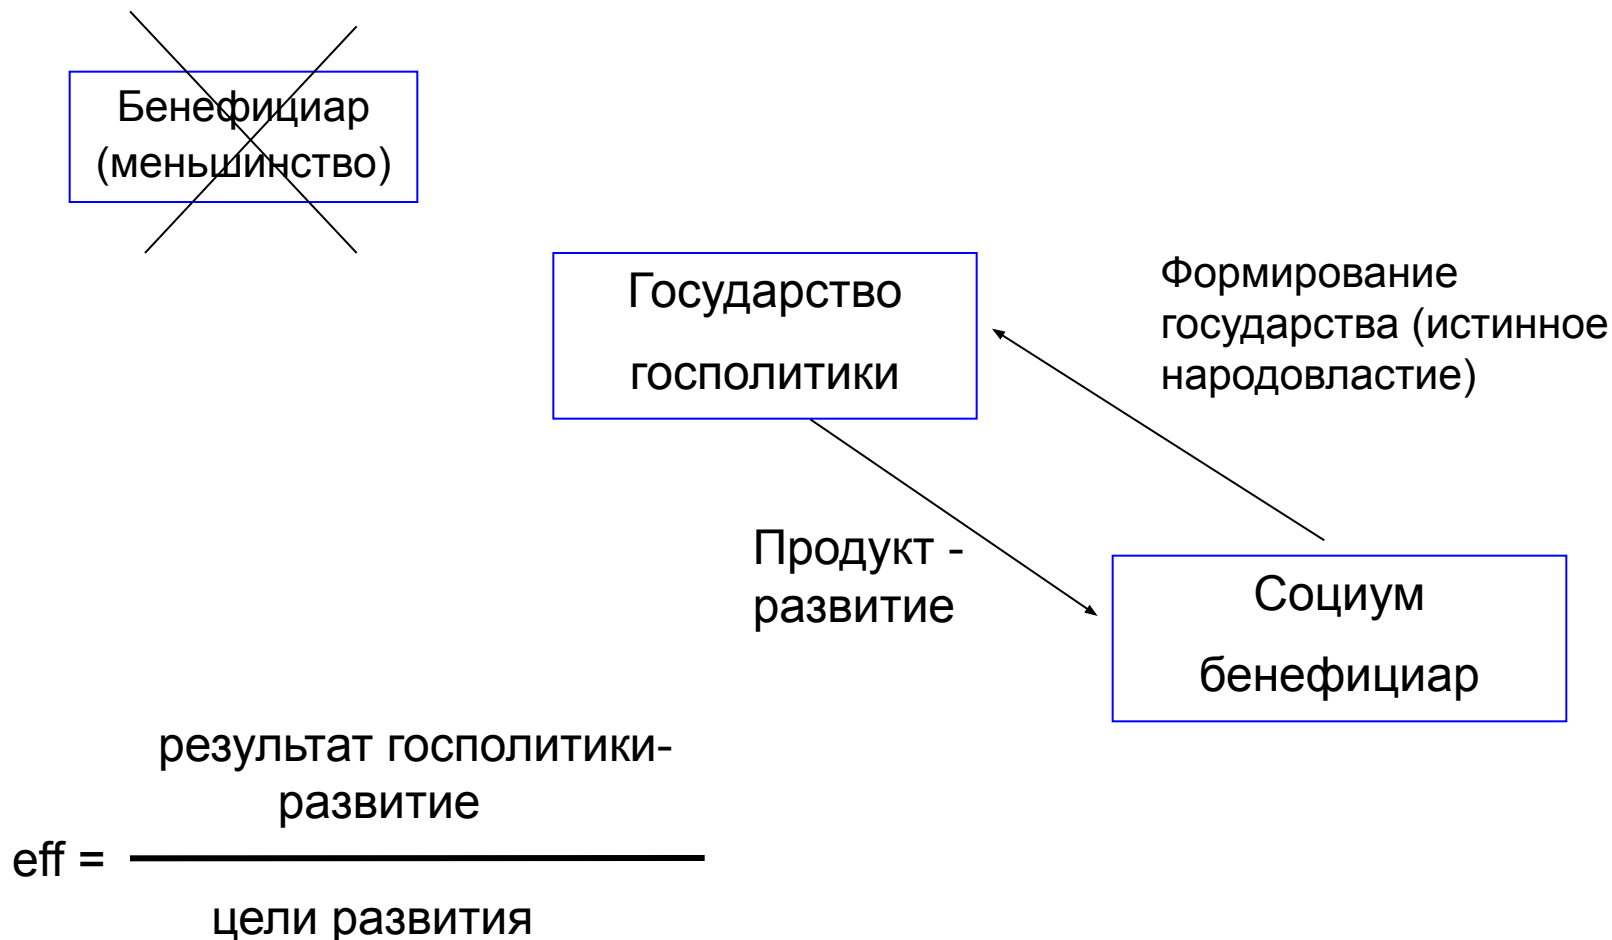 Бенефициар
(меньшинство)
Государство
госполитики
Формирование
государства (истинное
народовластие)
Продукт -
развитие
Социум
бенефициар
результат госполитики-
развитие
eff =
цели развития